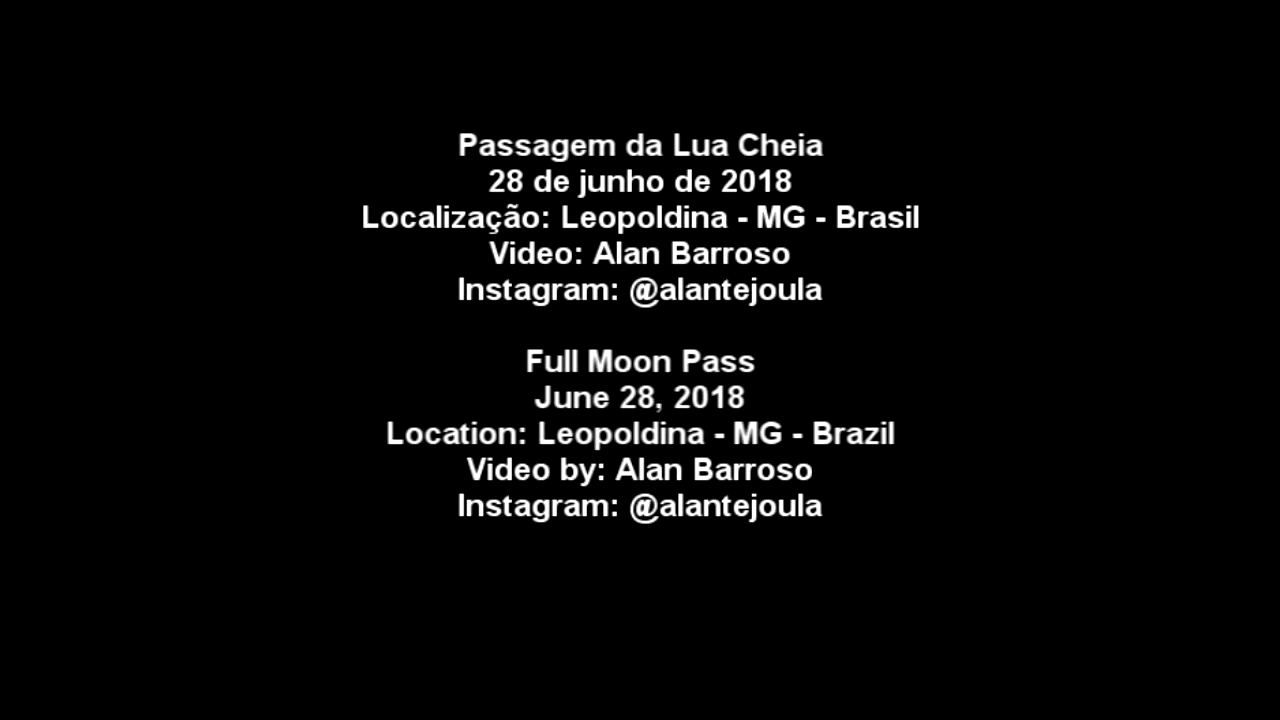 Passagem da Lua Cheia
28 de junho de 2018
Localização: Leopoldina - MG - Brasil
Video: Alan Barroso
Instagram: @alantejoula
Full Moon Pass
June 28, 2018
Location: Leopoldina - MG - Brazil
Video by: Alan Barroso
Instagram: @alantejoula